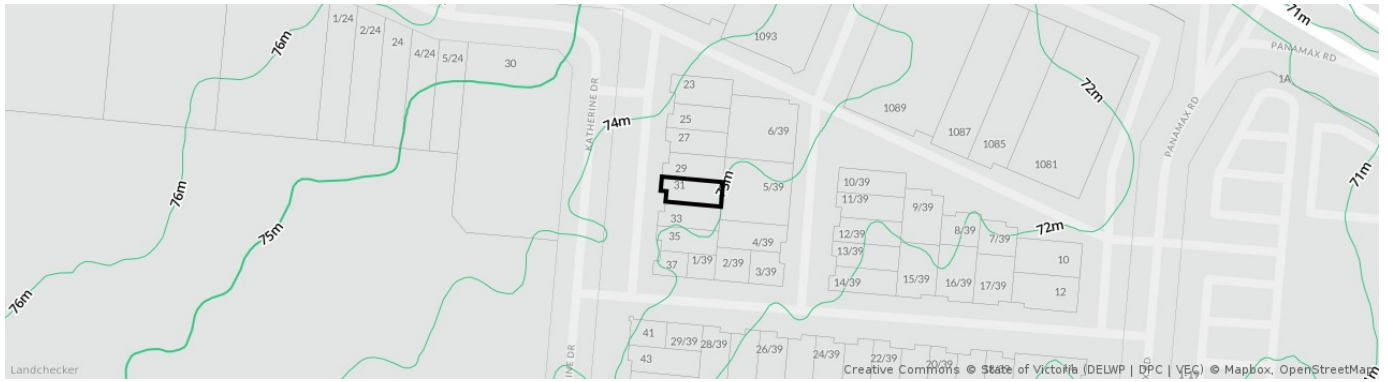 1/24
2/24
24
4/24
5/24
30
76m
76m
76m
75m
KATHERINE DR
74m
23
25
27
29
31
33
35
37
1/39
2/39
3/39
4/39
5/39
6/39
1093
1089
1087
1085
1081
72m
71m
PANAMAX RD
1A
PANAMAX RD
71m
10/39
11/39
12/39
13/39
14/39
9/39
8/39
7/39
15/39
16/39
17/39
10
12
72m
41
43
29/39
28/39
26/39
24/39
22/39
20/39
INE DR
Landchecker
Creative Commons © State of Victoria (DELWP | DPC | VEC) © Mapbox, OpenStreetMap